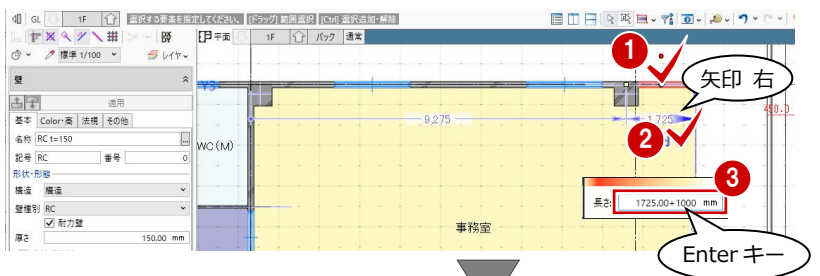 GL 1F 選択する要素を指定してください。 [ドラッグ] 範囲選択 [Ctrl] 選択追加・解除
標準 1/100 レイヤ
平面 1F バック 通常
壁
適用
基本 Color・画 法規 その他
名称 RC t=150 ...
記号 RC 番号 0
形状・形態
構造 構造
壁種別 RC
耐力壁
厚さ 150.00 mm
Y3
WC(M)
9,275
1,725
450.0
事務室
1
2
3
矢印 右
長さ: 1725.00+1000 mm
Enter キー